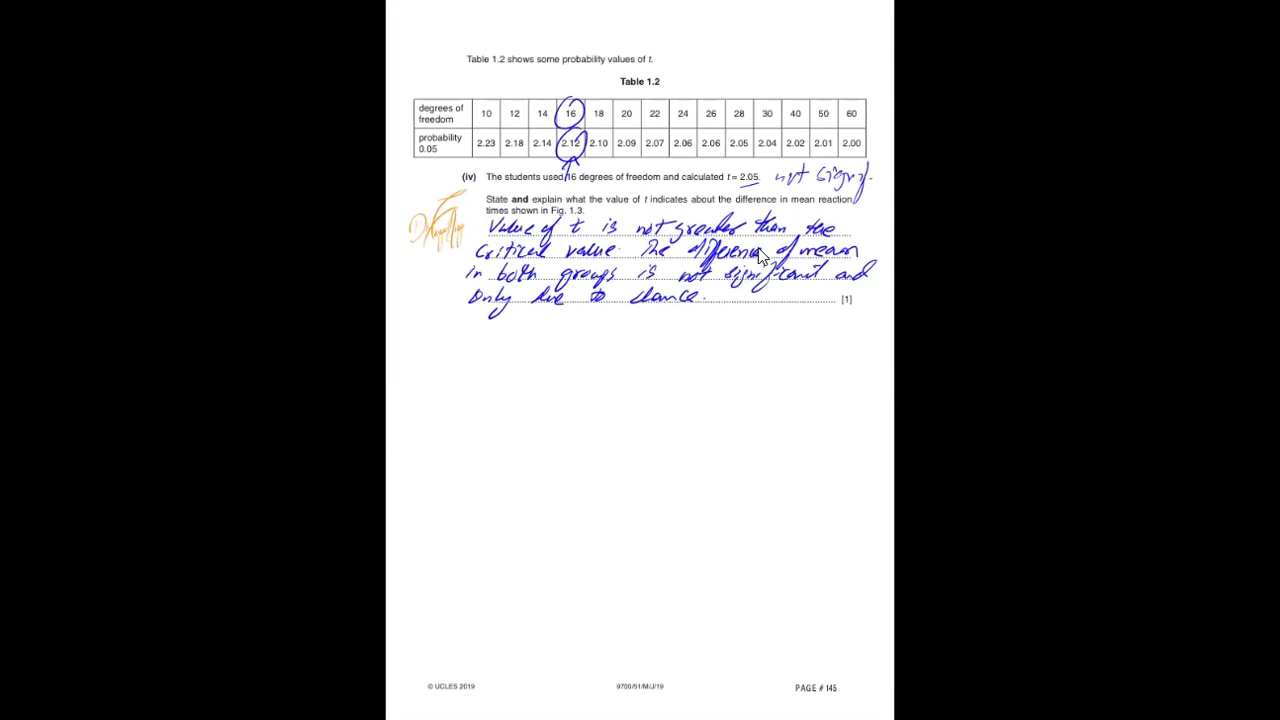 Table 1.2 shows some probability values of t.
Table 1.2
degrees of freedom 10 12 14 16 18 20 22 24 26 28 30 40 50 60
probability 0.05 2.23 2.18 2.14 2.12 2.10 2.09 2.07 2.06 2.06 2.05 2.04 2.02 2.01 2.00
(iv) The students used 16 degrees of freedom and calculated t = 2.05. not signf.
State and explain what the value of t indicates about the difference in mean reaction
times shown in Fig. 1.3.
Value of t is not greater than the
critical value. The difference of mean
in both groups is not significant and
only due to chance. [1]
© UCLES 2019
9700/51/M/J/19
PAGE # 145